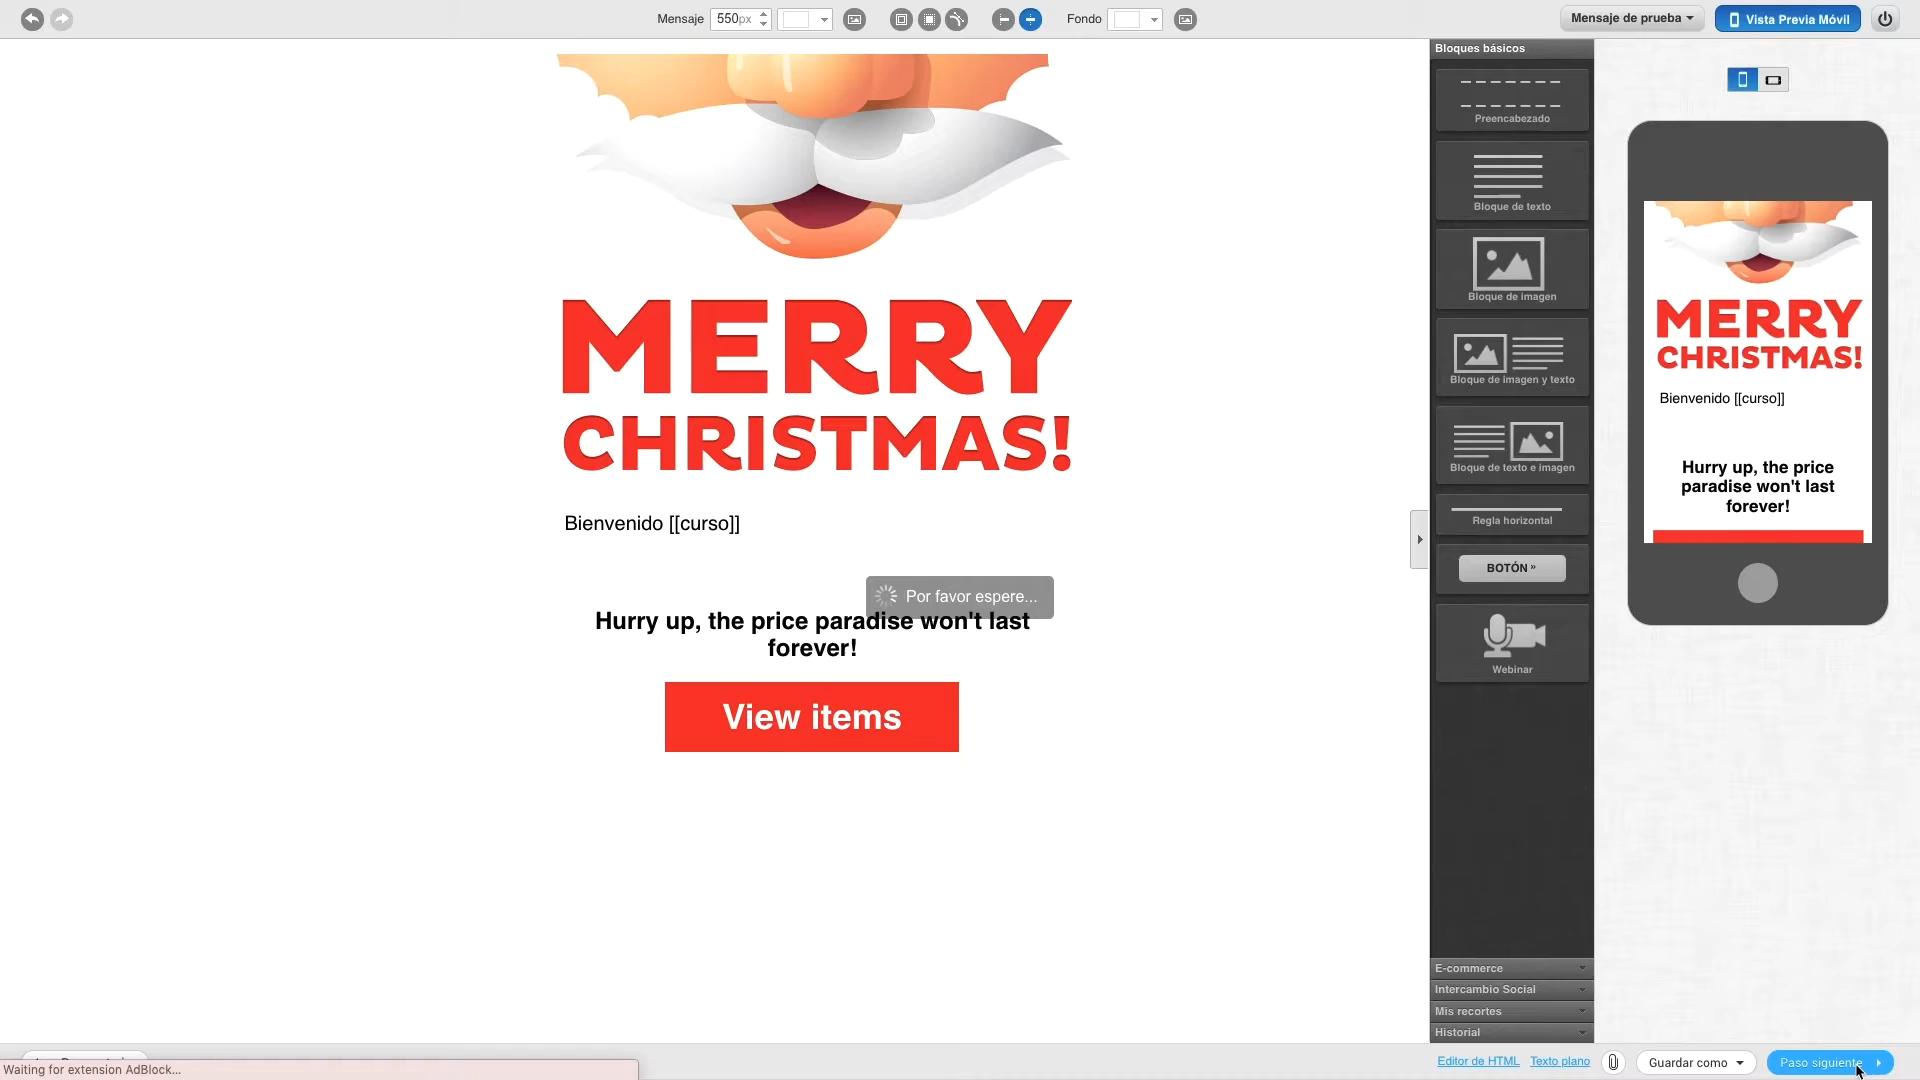 Mensaje 550px Fondo Mensaje de prueba Vista Previa Móvil
Bloques básicos
Preencabezado
Bloque de texto
Bloque de imagen
Bloque de imagen y texto
Bloque de texto e imagen
Regla horizontal
BOTÓN »
Webinar
E-commerce
Intercambio Social
Mis recortes
Historial
MERRY
CHRISTMAS!
Bienvenido [[curso]]
Por favor espere...
Hurry up, the price paradise won't last
forever!
View items
MERRY
CHRISTMAS!
Bienvenido [[curso]]
Hurry up, the price
paradise won't last
forever!
Waiting for extension AdBlock...
Editor de HTML Texto plano Guardar como Paso siguiente